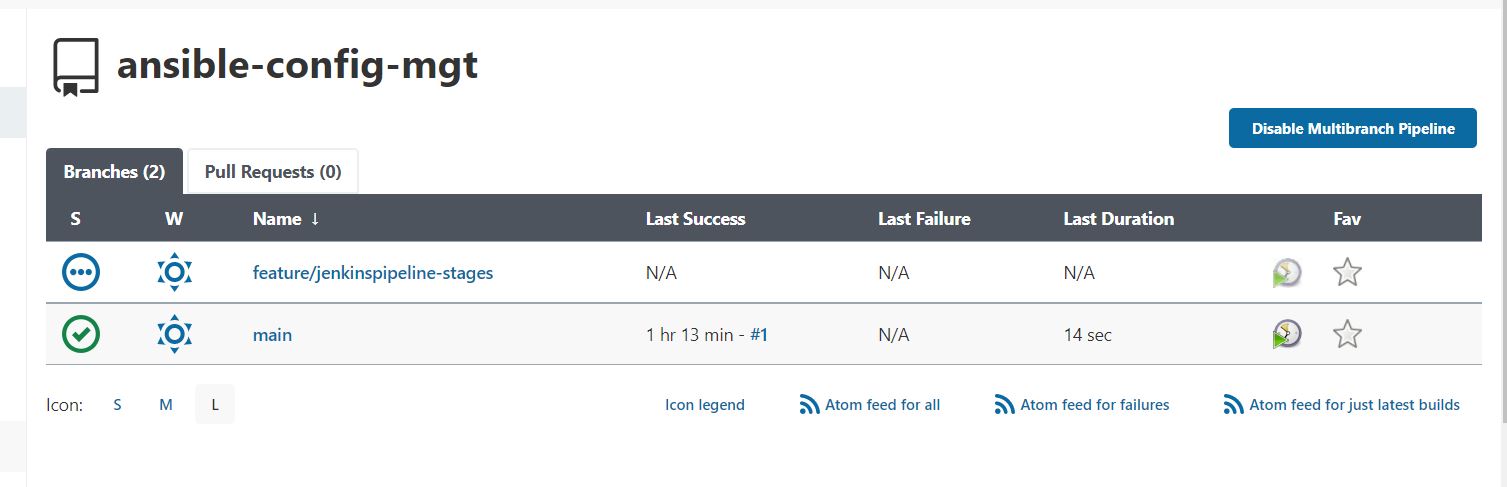 ansible-config-mgt
Disable Multibranch Pipeline
Branches (2) Pull Requests (0)
S W Name ↓ Last Success Last Failure Last Duration Fav
feature/jenkinspipeline-stages N/A N/A N/A
main 1 hr 13 min - #1 N/A 14 sec
Icon: S M L Icon legend Atom feed for all Atom feed for failures Atom feed for just latest builds